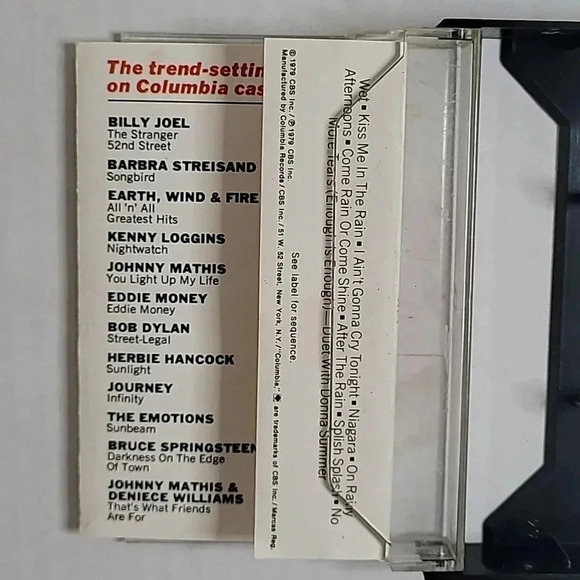 The trend-settin
on Columbia cas
BILLY JOEL
The Stranger
52nd Street
BARBRA STREISAND
Songbird
EARTH, WIND & FIRE
All 'n' All
Greatest Hits
KENNY LOGGINS
Nightwatch
JOHNNY MATHIS
You Light Up My Life
EDDIE MONEY
Eddie Money
BOB DYLAN
Street-Legal
HERBIE HANCOCK
Sunlight
JOURNEY
Infinity
THE EMOTIONS
Sunbeam
BRUCE SPRINGSTEEN
Darkness On The Edge
Of Town
JOHNNY MATHIS &
DENIECE WILLIAMS
That's What Friends
Are For
Wet ▪ Kiss Me In The Rain ▪ I Ain't Gonna Cry Tonight ▪ Niagara ▪ On Rainy
Afternoons ▪ Come Rain Or Come Shine ▪ After The Rain ▪ Splish Splash ▪ No
More Tears (Enough Is Enough)—Duet With Donna Summer
See label for sequence.
© 1979 CBS Inc./℗ 1979 CBS Inc.
Manufactured by Columbia Records/CBS Inc./51 W. 52 Street, New York, N.Y./"Columbia," are trademarks of CBS Inc./Marcas Reg.